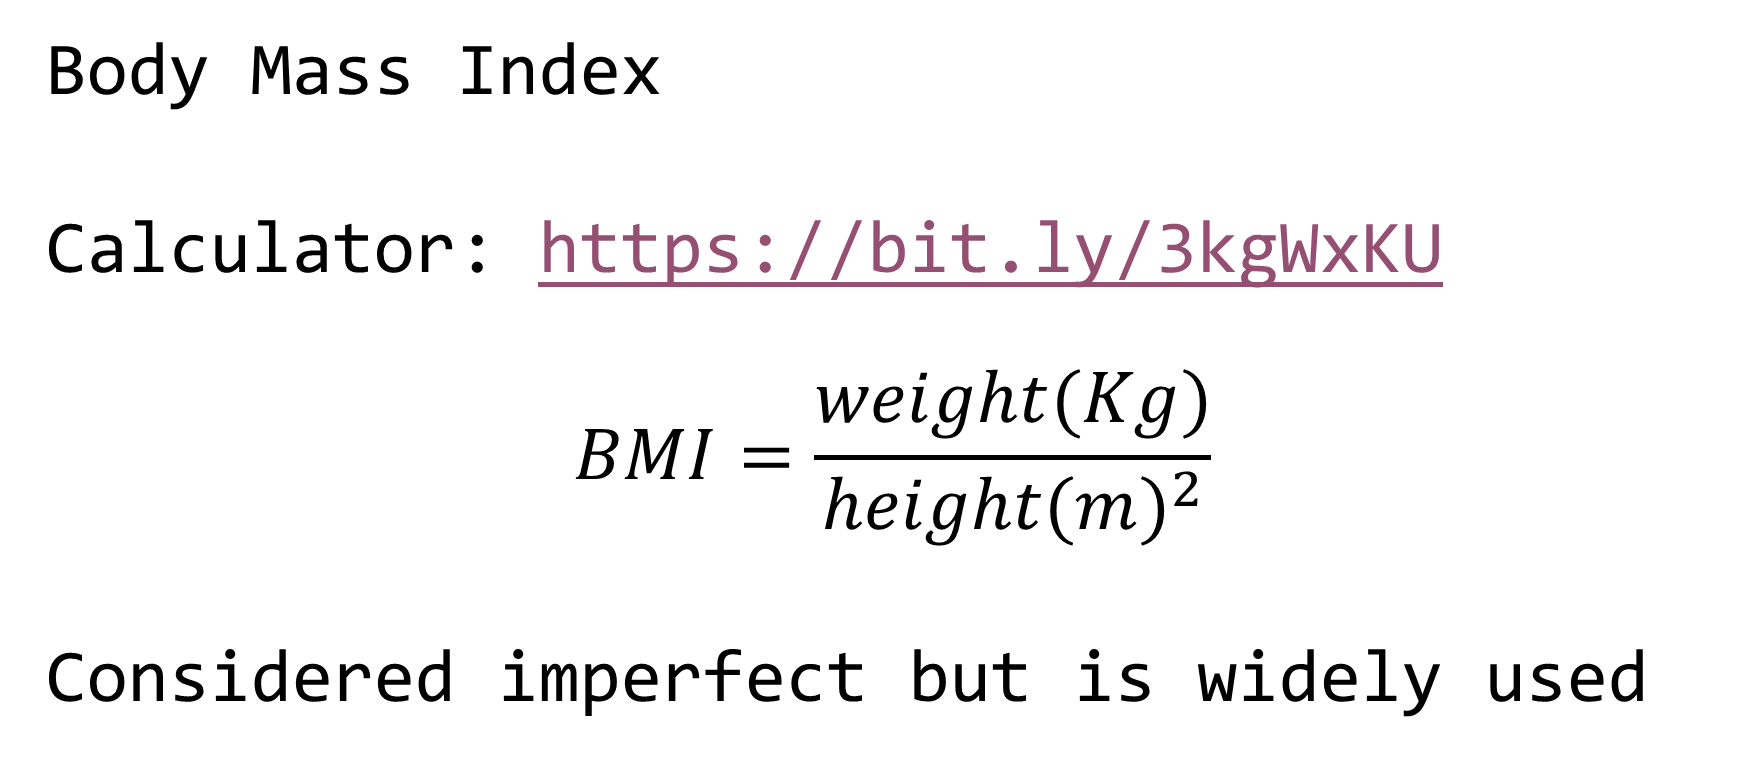 Body Mass Index
Calculator: https://bit.ly/3kgWxKU
BMI = weight(Kg) / height(m)²
Considered imperfect but is widely used